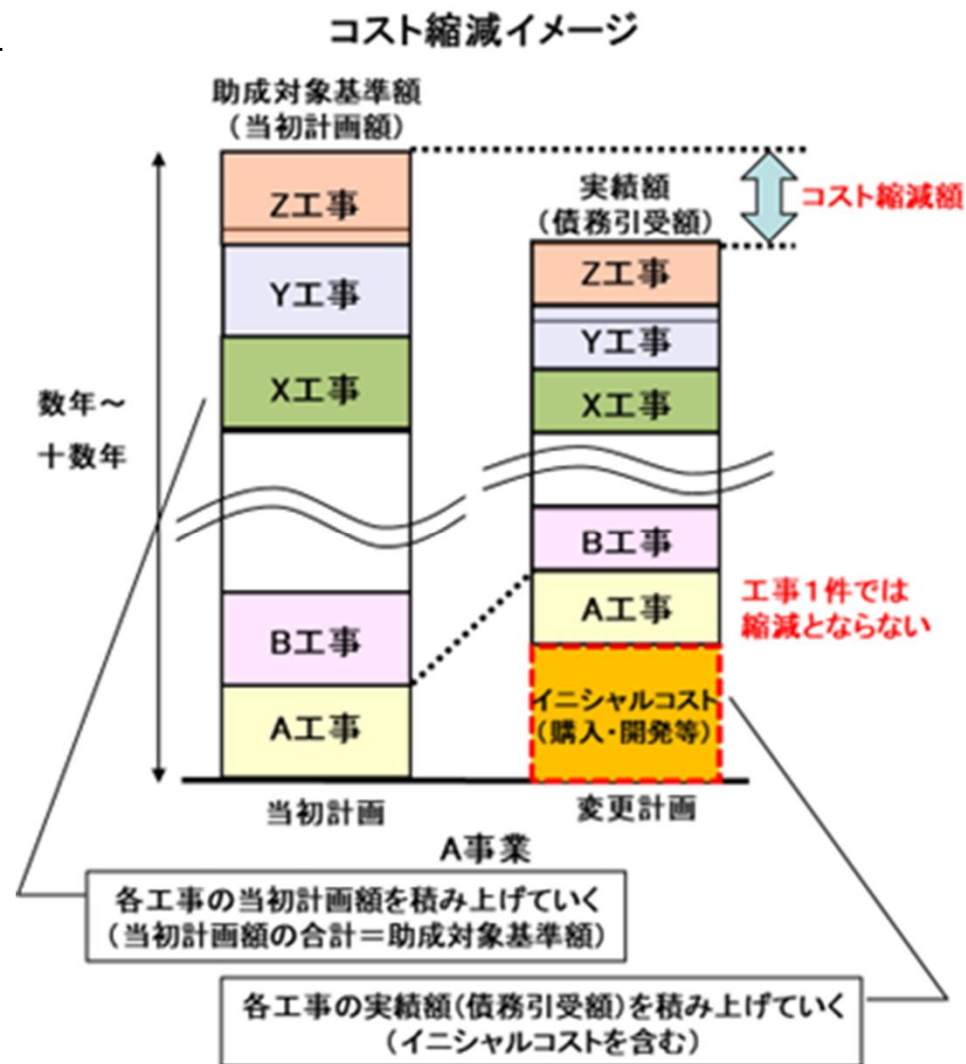 コスト縮減イメージ
助成対象基準額
（当初計画額）
Z工事
Y工事
X工事
B工事
A工事
数年～
十数年
実績額
（債務引受額）
コスト縮減額
Z工事
Y工事
X工事
B工事
A工事
イニシャルコスト
（購入・開発等）
工事１件では
縮減とならない
当初計画
変更計画
A事業
各工事の当初計画額を積み上げていく
（当初計画額の合計＝助成対象基準額）
各工事の実績額（債務引受額）を積み上げていく
（イニシャルコストを含む）